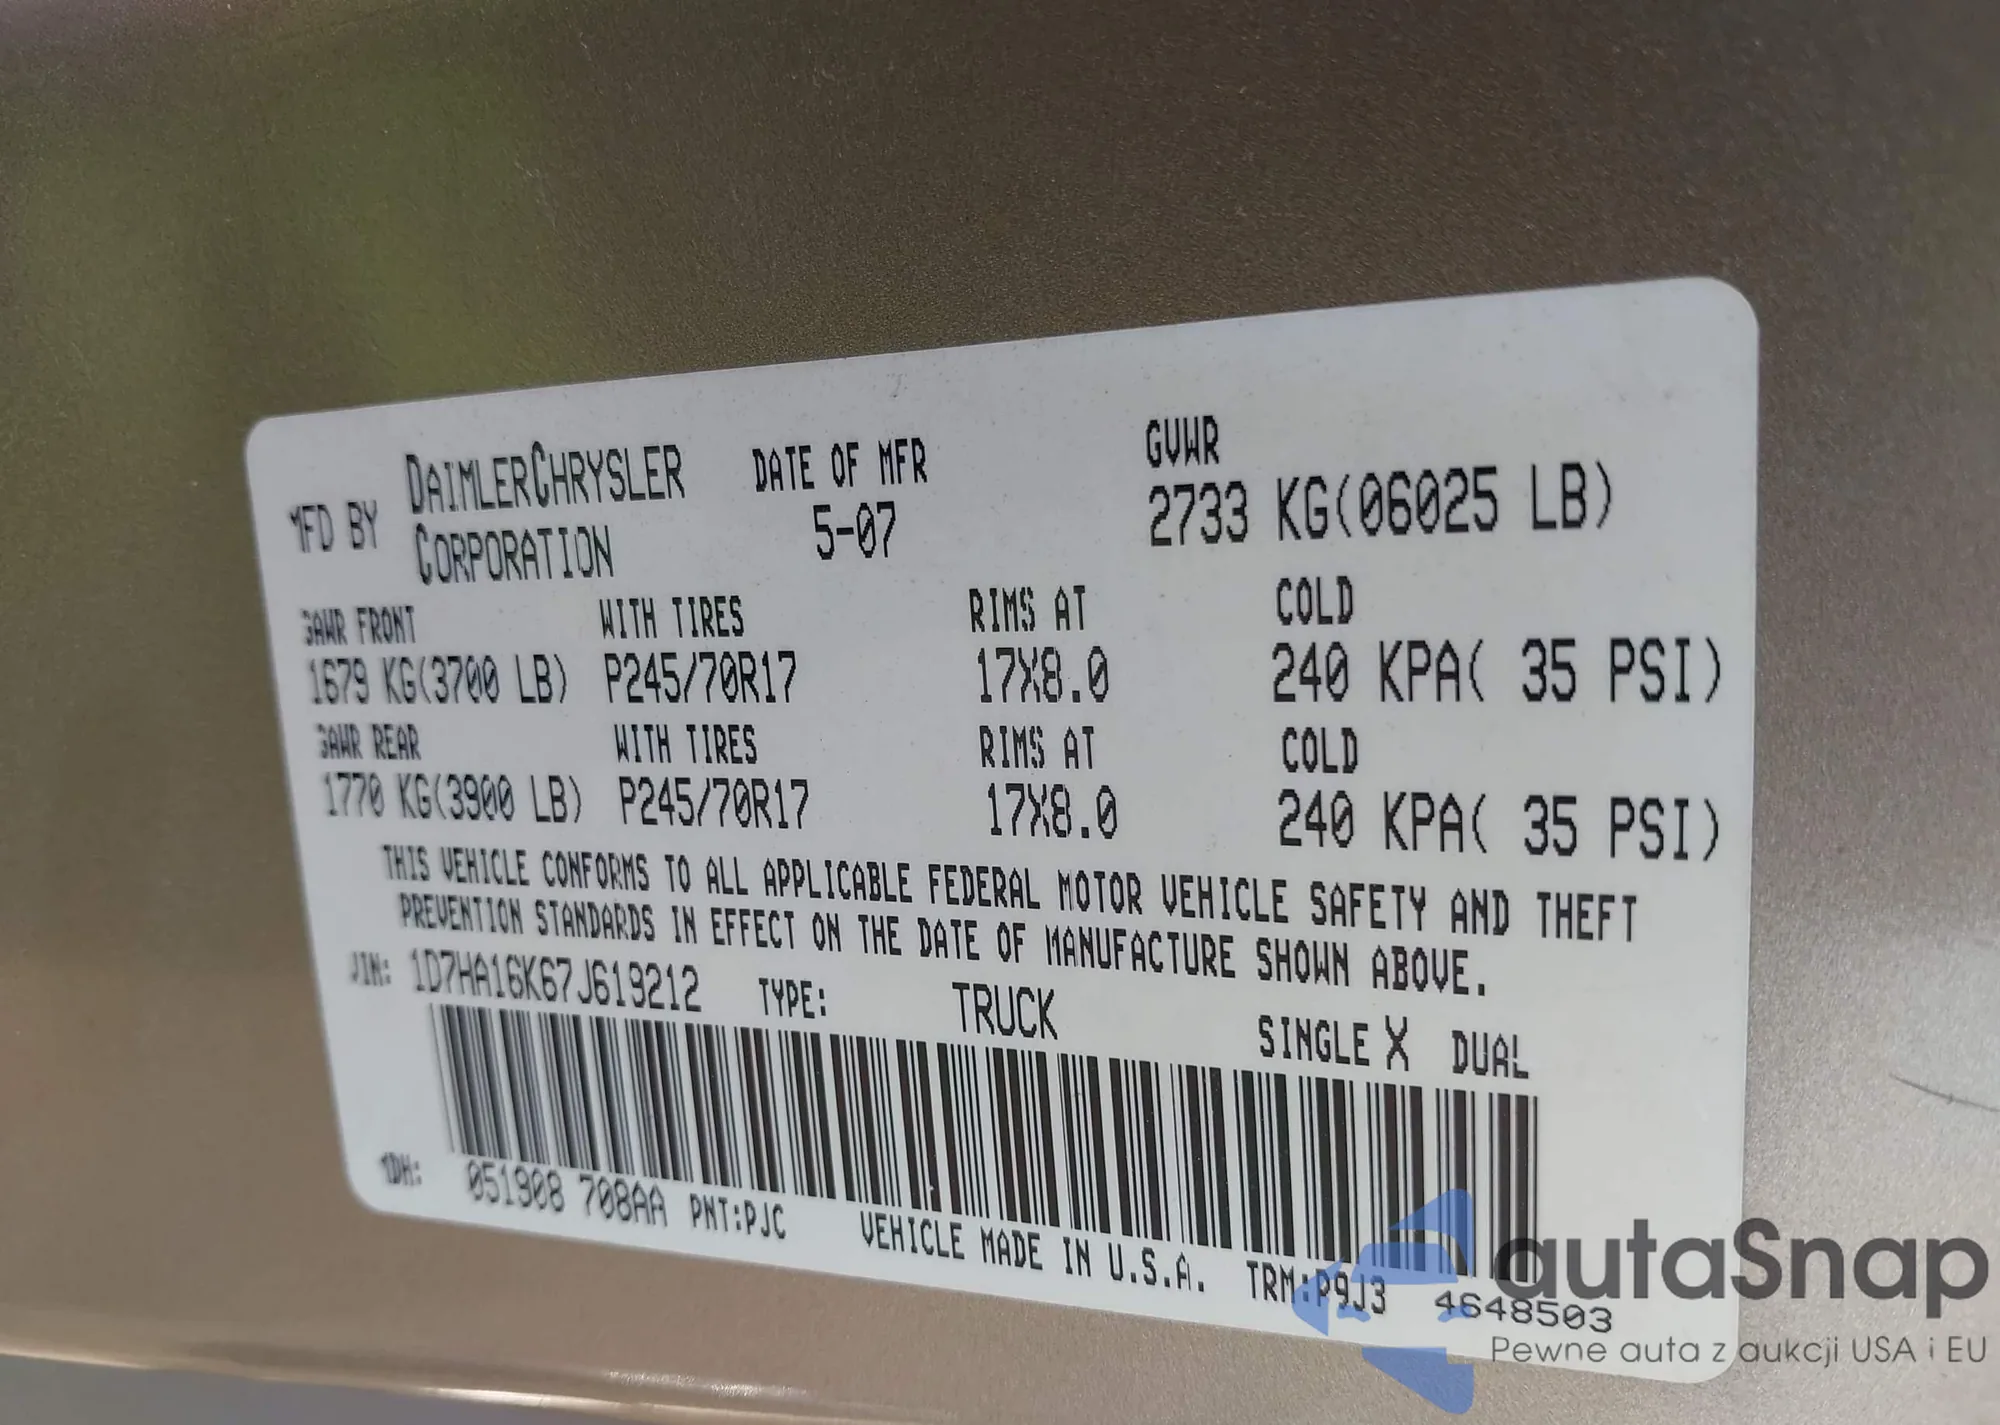 MFD BY DAIMLERCHRYSLER CORPORATION DATE OF MFR 5-07 GVWR 2733 KG(06025 LB)
GAWR FRONT WITH TIRES RIMS AT COLD
1679 KG(3700 LB) P245/70R17 17X8.0 240 KPA( 35 PSI)
GAWR REAR WITH TIRES RIMS AT COLD
1770 KG(3900 LB) P245/70R17 17X8.0 240 KPA( 35 PSI)
THIS VEHICLE CONFORMS TO ALL APPLICABLE FEDERAL MOTOR VEHICLE SAFETY AND THEFT
PREVENTION STANDARDS IN EFFECT ON THE DATE OF MANUFACTURE SHOWN ABOVE.
VIN: 1D7HA16K67J619212 TYPE: TRUCK SINGLE X DUAL
MDH: 051908 708AA PNT:PJC VEHICLE MADE IN U.S.A. TRM:P9J3 4648503
autaSnap
Pewne auta z aukcji USA i EU